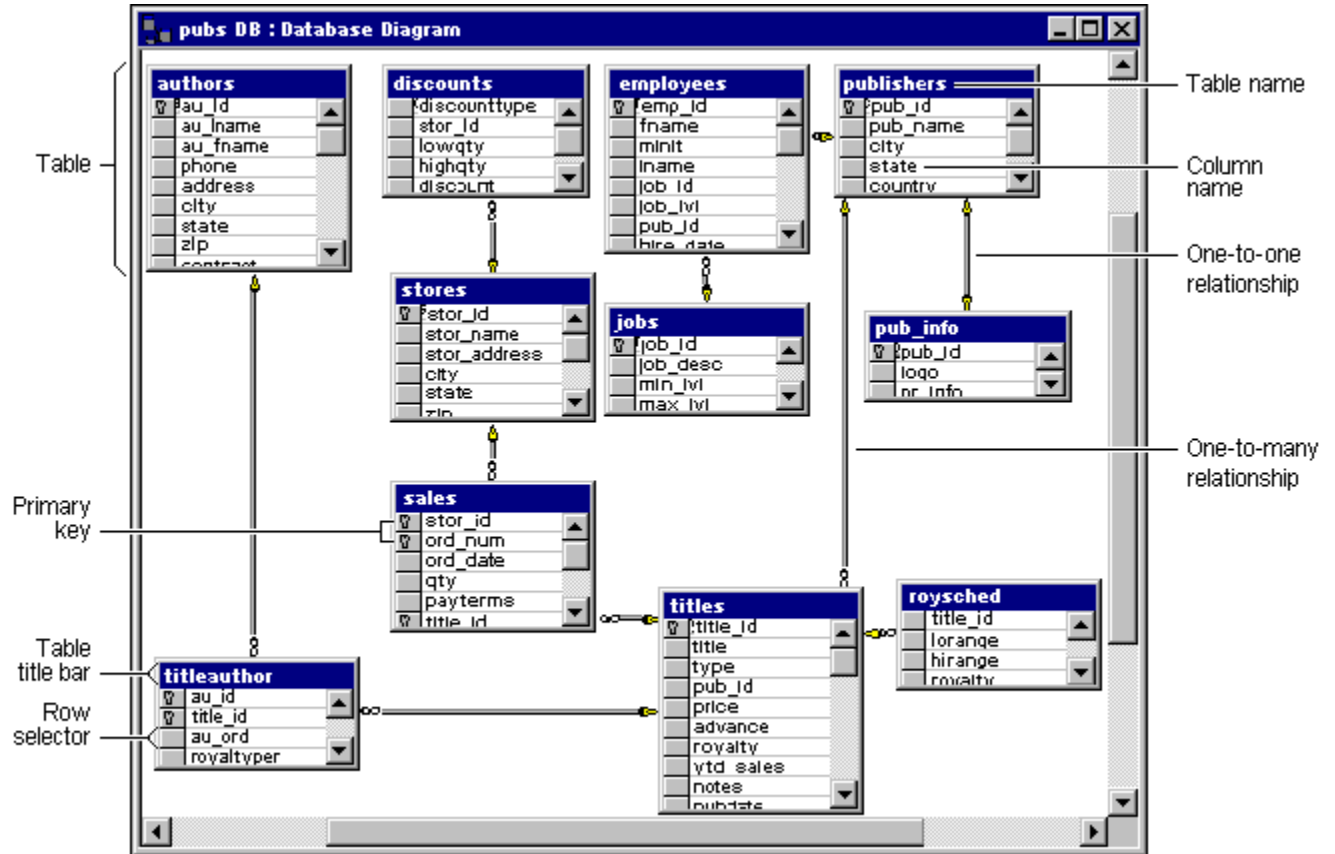 pubs DB : Database Diagram
authors
au_id
au_lname
au_fname
phone
address
city
state
zip
contract
discounts
discounttype
stor_id
lowqty
highqty
discount
employees
emp_id
fname
minit
lname
job_id
job_lvl
pub_id
hire_date
publishers
pub_id
pub_name
city
state
country
Table name
Column
name
Table
One-to-one
relationship
stores
stor_id
stor_name
stor_address
city
state
zip
jobs
job_id
job_desc
min_lvl
max_lvl
pub_info
pub_id
logo
pr_info
One-to-many
relationship
Primary
key
sales
stor_id
ord_num
ord_date
qty
payterms
title_id
titles
title_id
title
type
pub_id
price
advance
royalty
ytd_sales
notes
pubdate
roysched
title_id
lorange
hirange
royalty
Table
title bar
Row
selector
titleauthor
au_id
title_id
au_ord
royaltyper